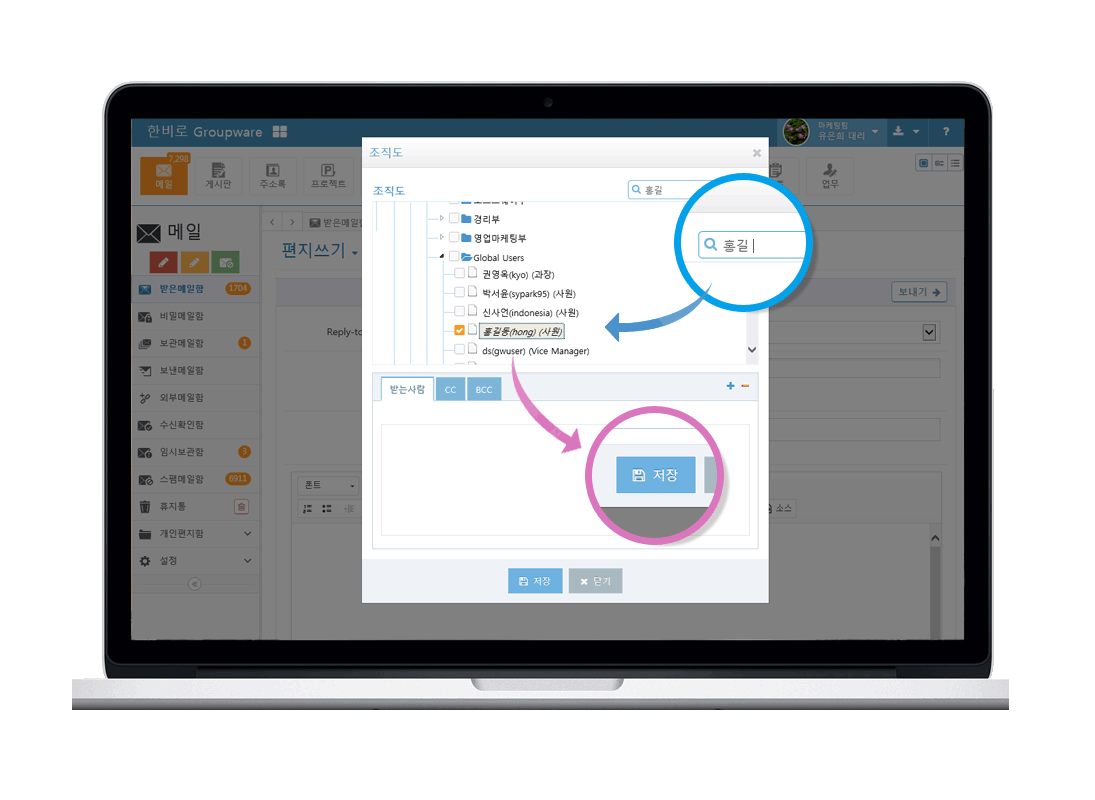 한비로 Groupware
마케팅팀
유은희 대리
?
7,298
메일
게시판
주소록
프로젝트
업무
메일
받은메일함 1704
비밀메일함
보관메일함 2
보낸메일함
외부메일함
수신확인함
임시보관함 3
스팸메일함 6911
휴지통
개인편지함
설정
받은메일함
편지쓰기
보내기
Reply-to
폰트
소스
조직도
조직도
홍길
경리부
영업마케팅부
Global Users
권영옥(kyo) (과장)
박서윤(sypark95) (사원)
신사연(indonesia) (사원)
홍길동(hong) (사원)
ds(gwuser) (Vice Manager)
받는사람 CC BCC
저장 닫기
홍길
저장